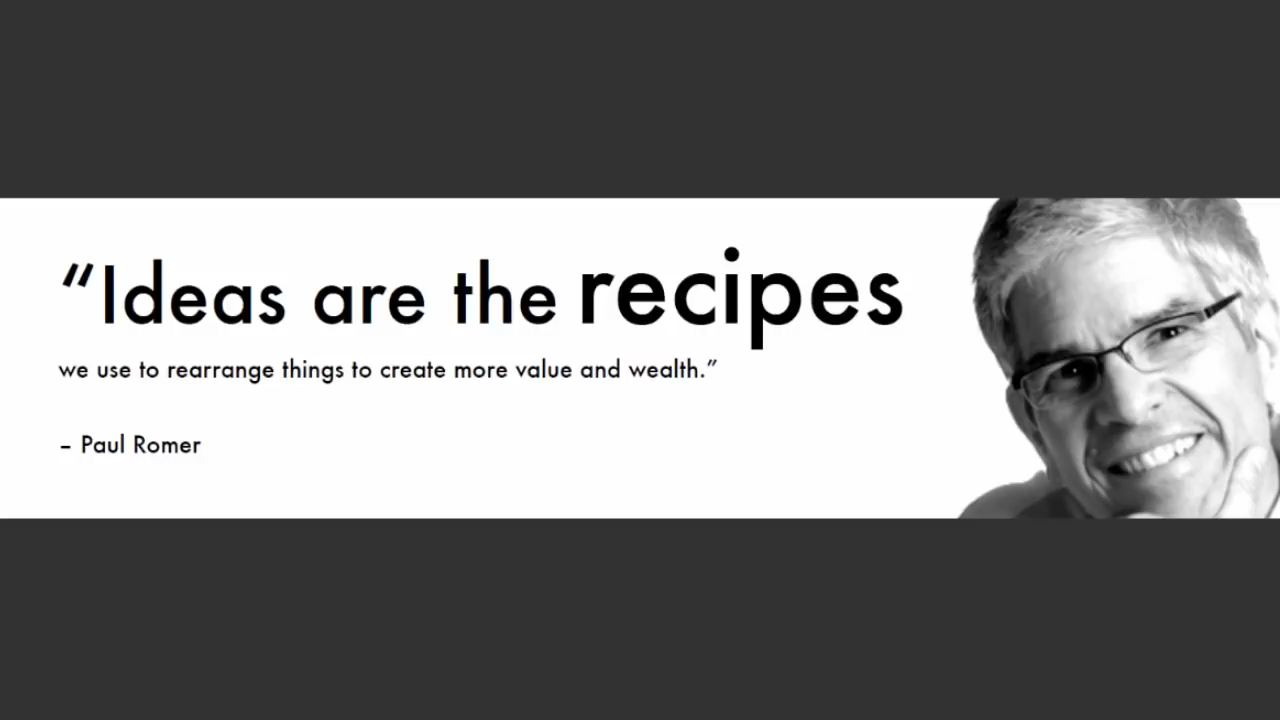 “Ideas are the recipes
we use to rearrange things to create more value and wealth.”
– Paul Romer